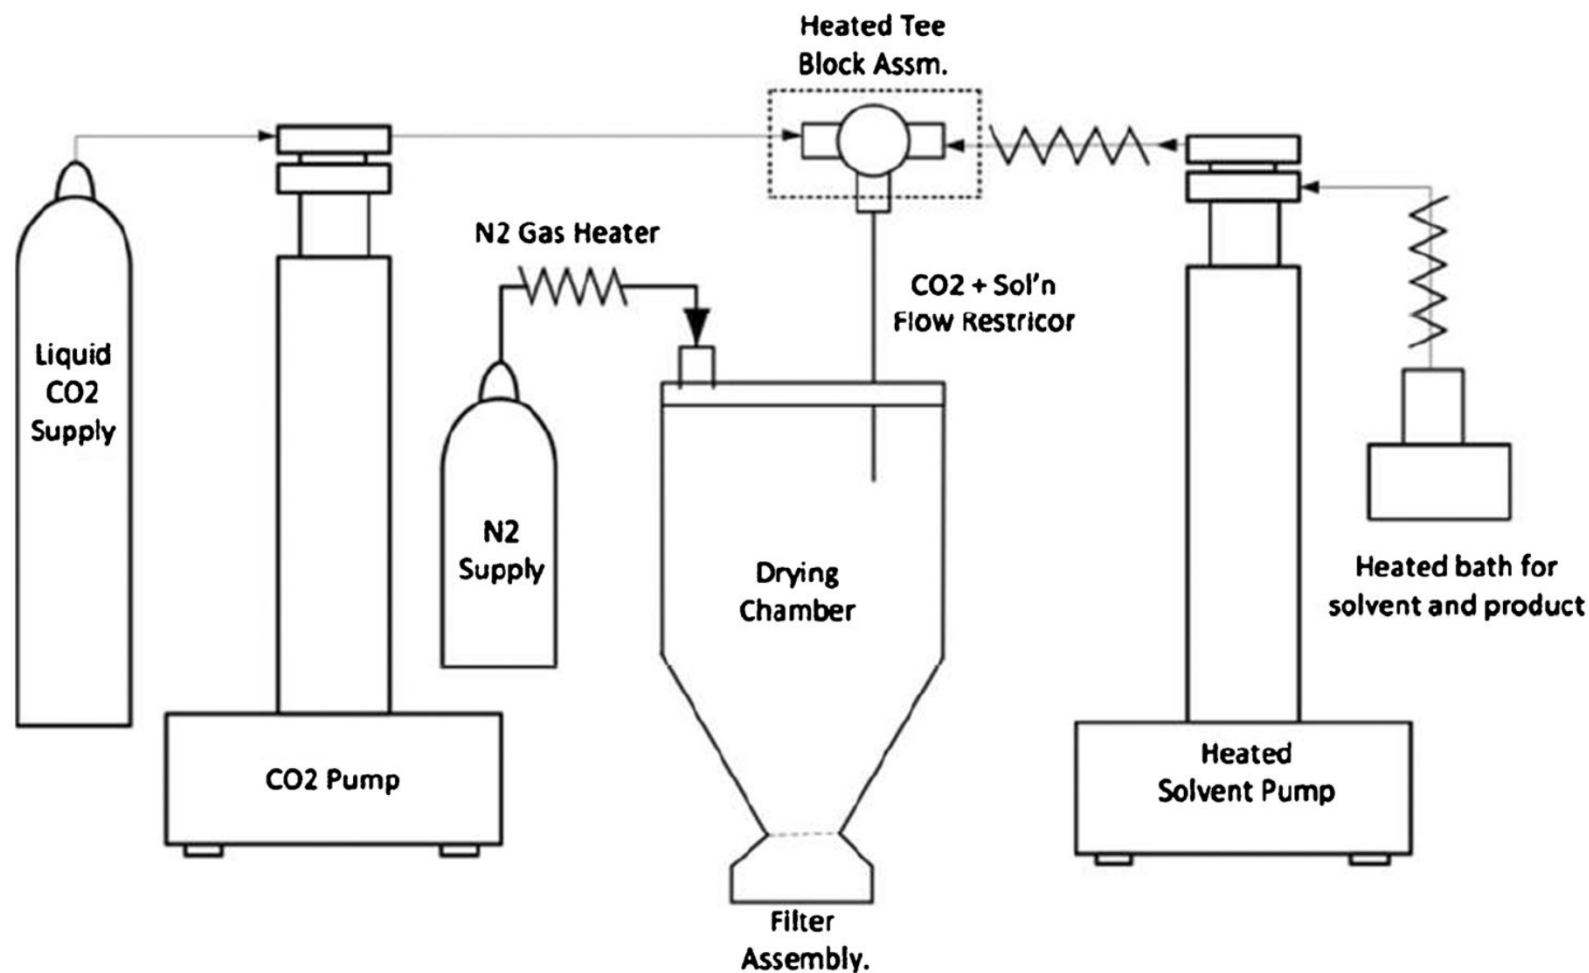 Heated Tee
Block Assm.
N2 Gas Heater
CO2 + Sol'n
Flow Restricor
Liquid
CO2
Supply
N2
Supply
Drying
Chamber
Heated bath for
solvent and product
CO2 Pump
Heated
Solvent Pump
Filter
Assembly.